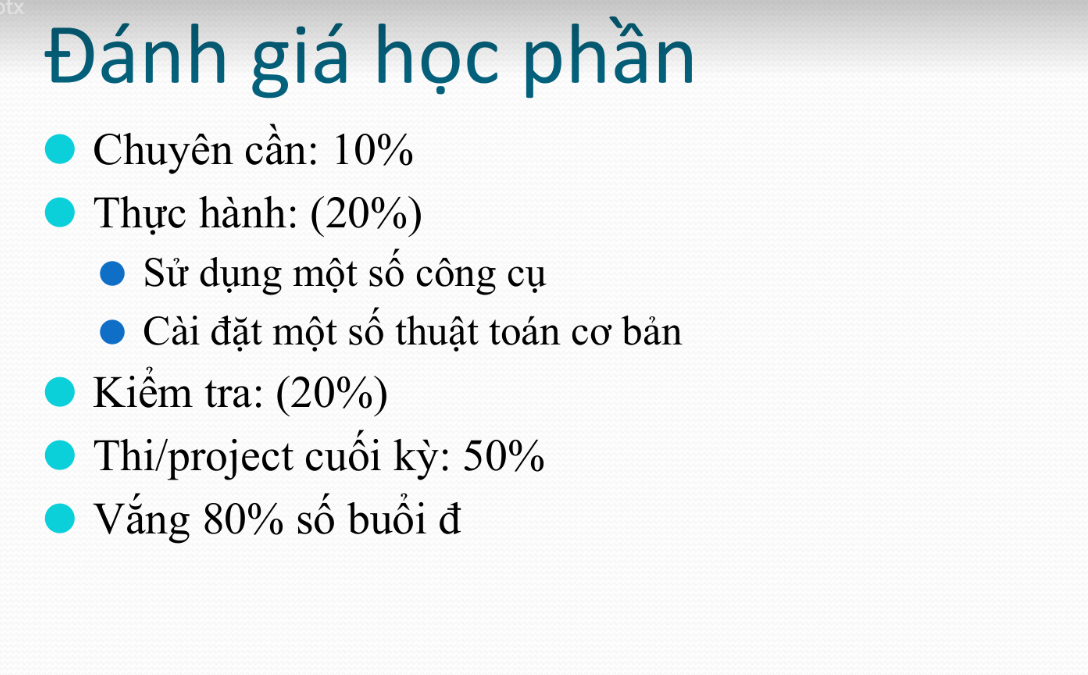 otx
Đánh giá học phần
Chuyên cần: 10%
Thực hành: (20%)
Sử dụng một số công cụ
Cài đặt một số thuật toán cơ bản
Kiểm tra: (20%)
Thi/project cuối kỳ: 50%
Vắng 80% số buổi đ